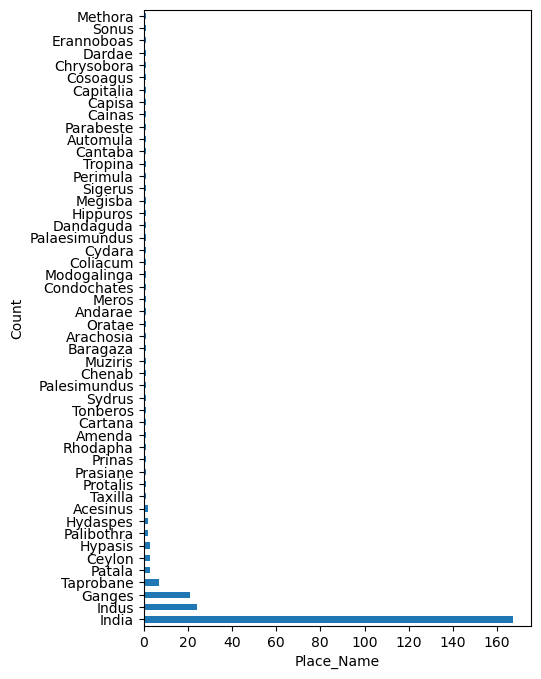 Methora
Sonus
Erannoboas
Dardae
Chrysobora
Cosoagus
Capitalia
Capisa
Cainas
Parabeste
Automula
Cantaba
Tropina
Perimula
Sigerus
Megisba
Hippuros
Dandaguda
Palaesimundus
Cydara
Coliacum
Modogalinga
Condochates
Meros
Andarae
Oratae
Arachosia
Baragaza
Muziris
Chenab
Palesimundus
Sydrus
Tonberos
Cartana
Amenda
Rhodapha
Prinas
Prasiane
Protalis
Taxilla
Acesinus
Hydaspes
Palibothra
Hypasis
Ceylon
Patala
Taprobane
Ganges
Indus
India
Count
0 20 40 60 80 100 120 140 160
Place_Name